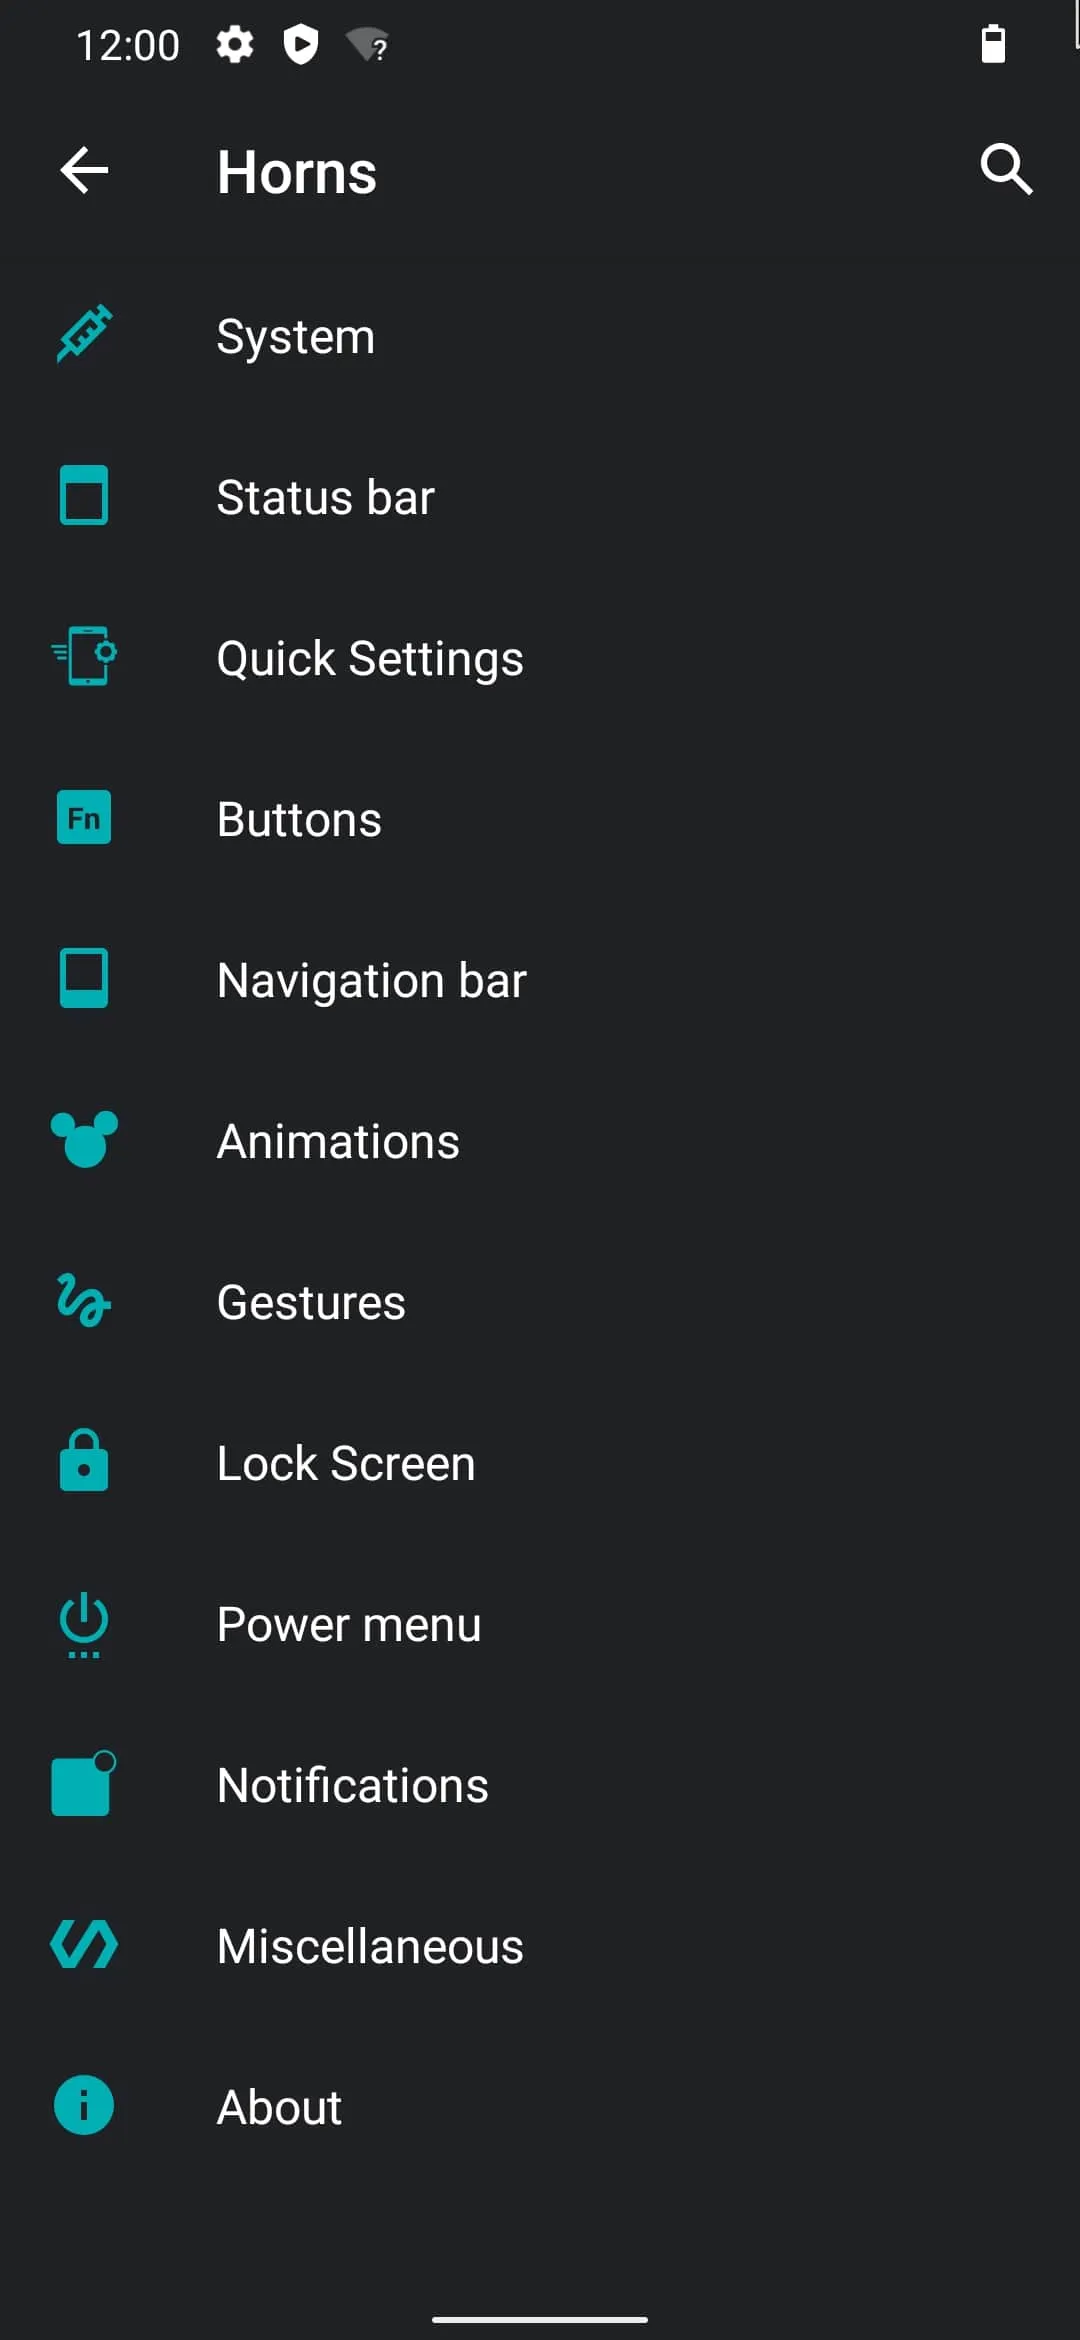 12:00
Horns
System
Status bar
Quick Settings
Fn
Buttons
Navigation bar
Animations
Gestures
Lock Screen
Power menu
Notifications
Miscellaneous
About